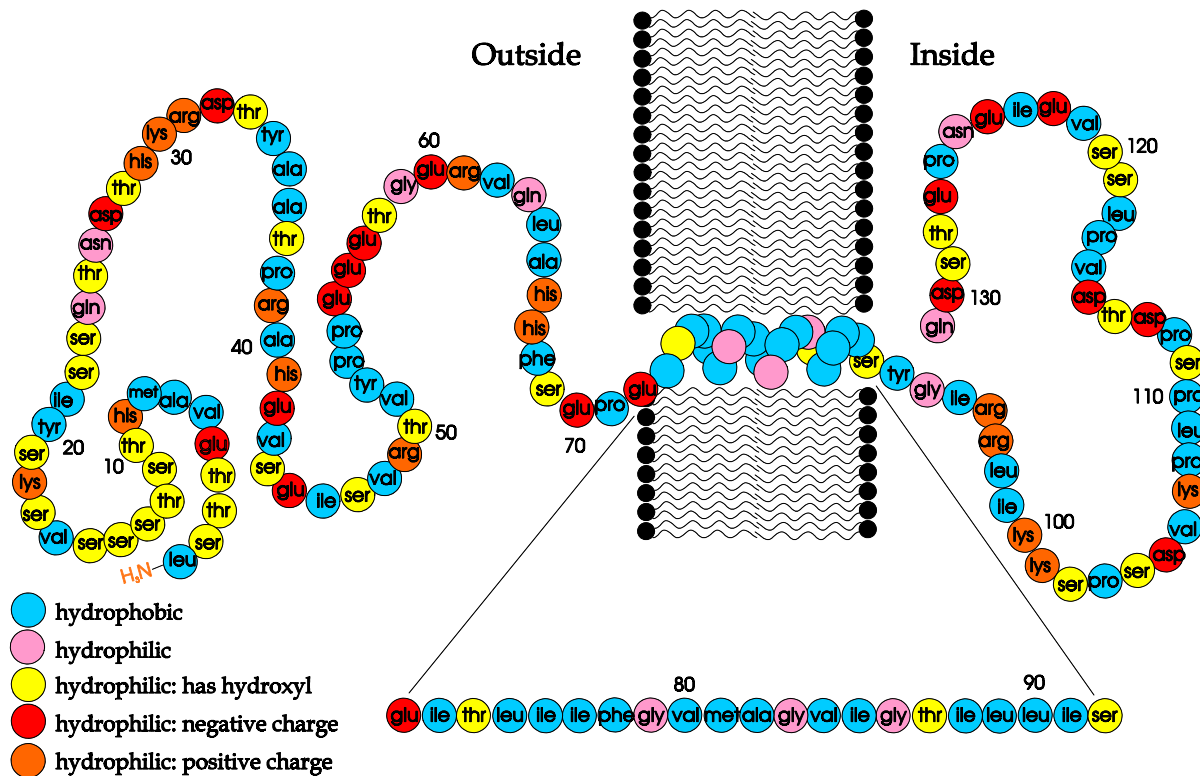 Outside
Inside
H₃N
leu
ser
thr
thr
glu
val
ala
met
his
thr
10
ser
thr
ser
ser
ser
val
ser
lys
ser
tyr
20
ile
ser
ser
gln
thr
asn
asp
thr
his
lys
30
arg
asp
thr
tyr
ala
ala
thr
pro
arg
ala
40
his
glu
val
ser
glu
ile
ser
val
arg
thr
50
val
tyr
pro
pro
glu
glu
glu
thr
gly
glu
60
arg
val
gln
leu
ala
his
his
phe
ser
glu
70
pro
glu
ser
tyr
gly
ile
arg
arg
leu
ile
lys
100
lys
ser
pro
ser
asp
val
lys
pro
leu
pro
110
ser
pro
asp
thr
asp
val
pro
leu
ser
ser
120
val
glu
ile
glu
asn
pro
glu
thr
ser
asp
130
gln
hydrophobic
hydrophilic
hydrophilic: has hydroxyl
hydrophilic: negative charge
hydrophilic: positive charge
80
90
glu ile thr leu ile ile phe gly val met ala gly val ile gly thr ile leu leu ile ser